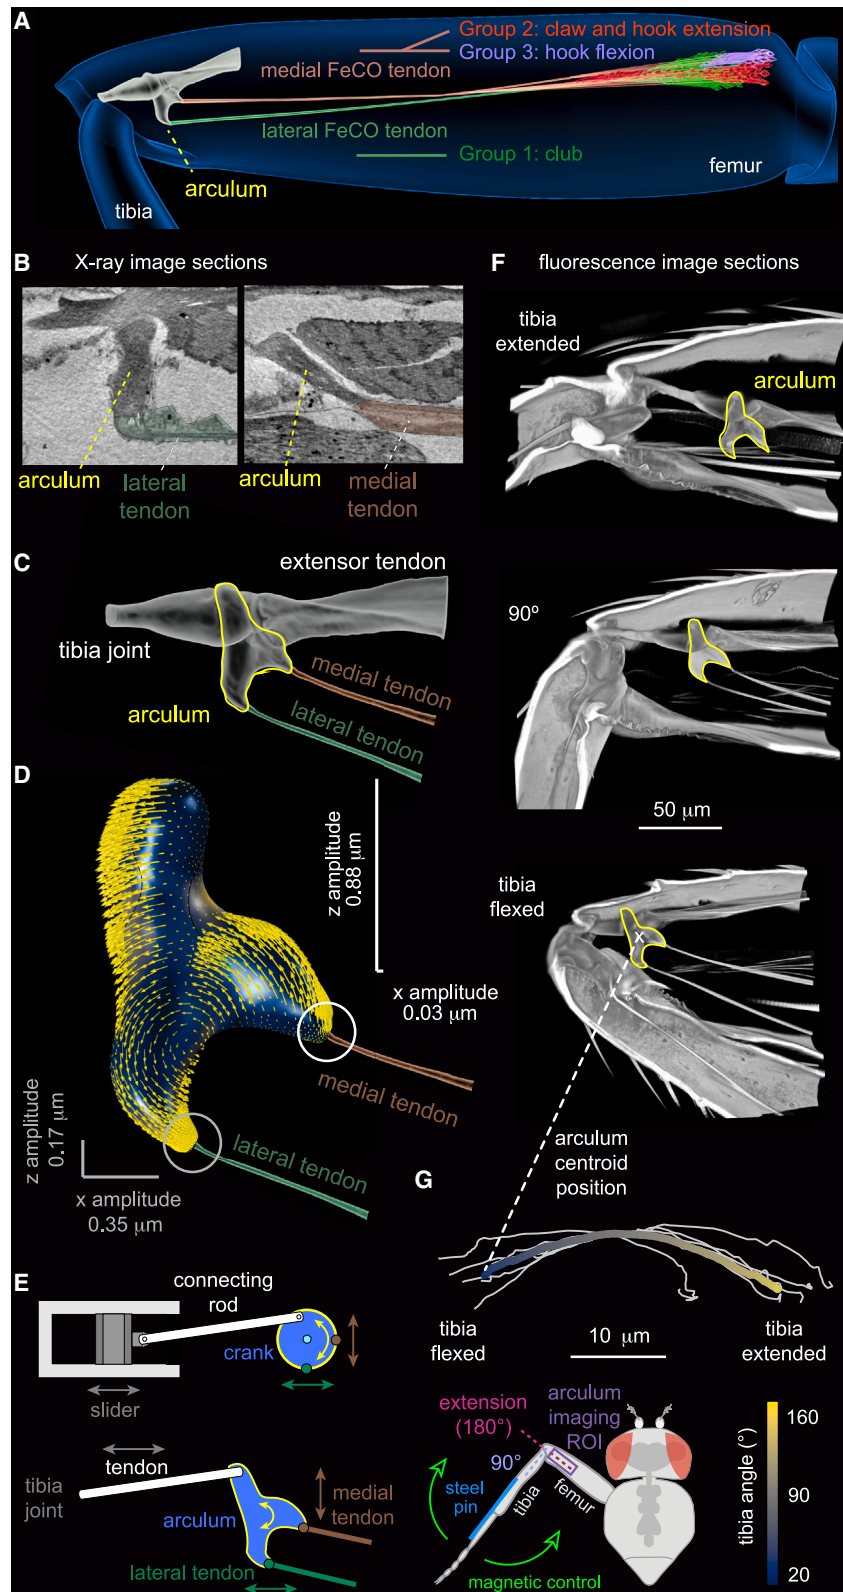 A
Group 2: claw and hook extension
Group 3: hook flexion
medial FeCO tendon
lateral FeCO tendon
Group 1: club
femur
arculum
tibia
B
X-ray image sections
arculum
lateral
tendon
arculum
medial
tendon
C
extensor tendon
tibia joint
medial tendon
arculum
lateral tendon
D
z amplitude
0.88 μm
x amplitude
0.03 μm
medial tendon
z amplitude
0.17 μm
lateral tendon
x amplitude
0.35 μm
E
connecting
rod
crank
slider
tendon
tibia
joint
medial
tendon
arculum
lateral tendon
F
fluorescence image sections
tibia
extended
arculum
90º
50 μm
tibia
flexed
arculum
centroid
position
G
tibia
flexed
10 μm
tibia
extended
extension
(180°)
arculum
imaging
ROI
90°
steel
pin
tibia
femur
magnetic control
tibia angle (°)
160
90
20